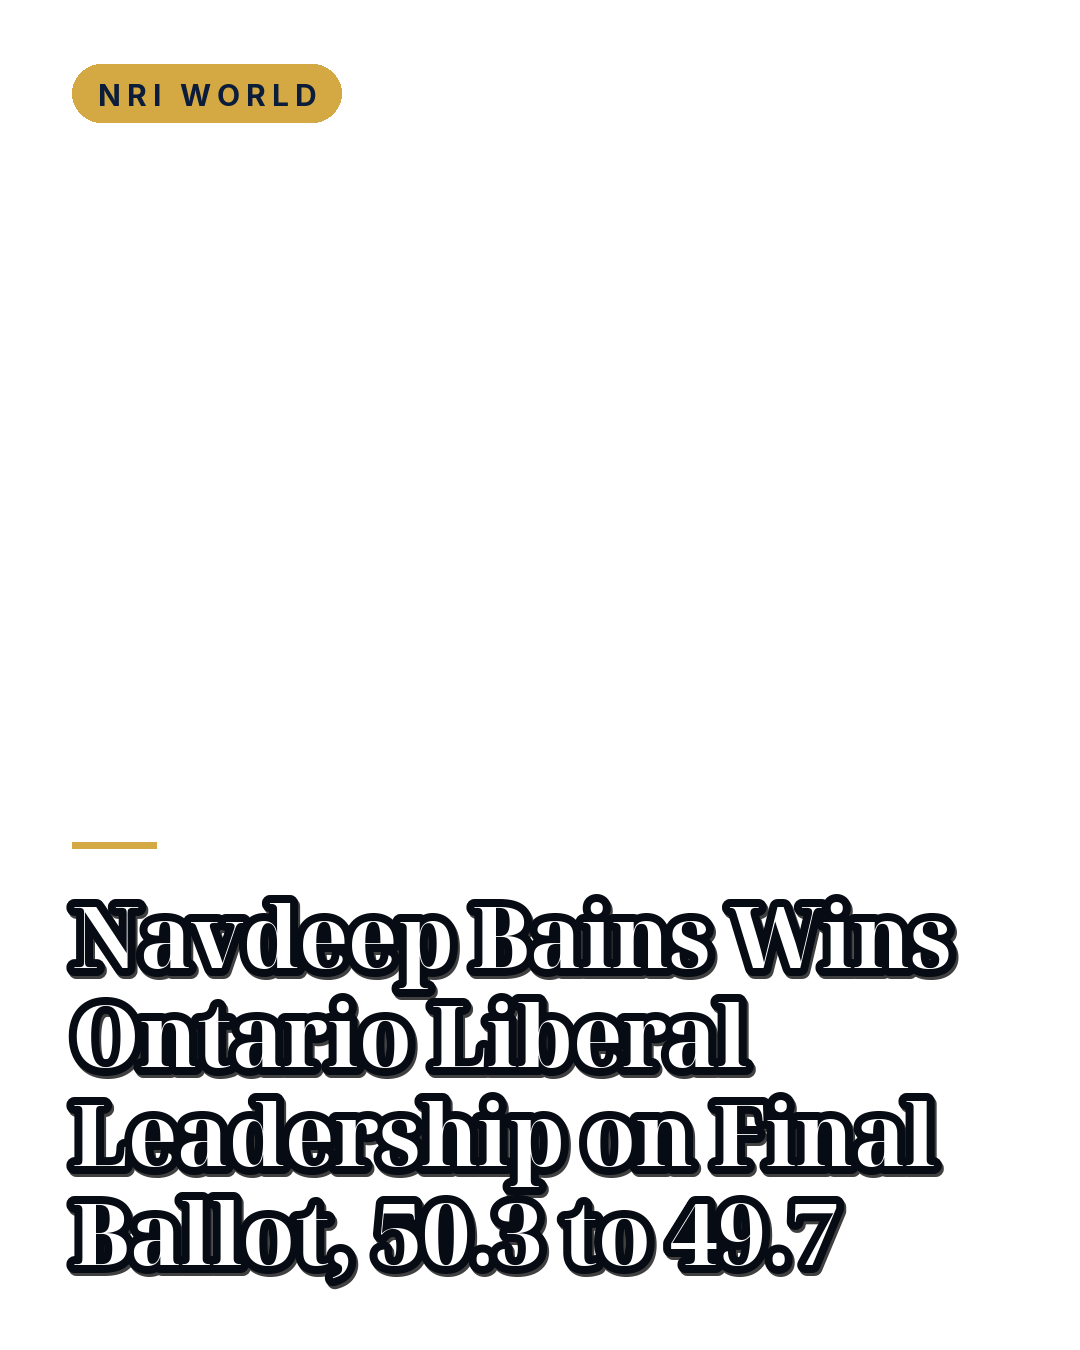 NRI WORLD
Navdeep Bains Wins
Ontario Liberal
Leadership on Final
Ballot, 50.3 to 49.7